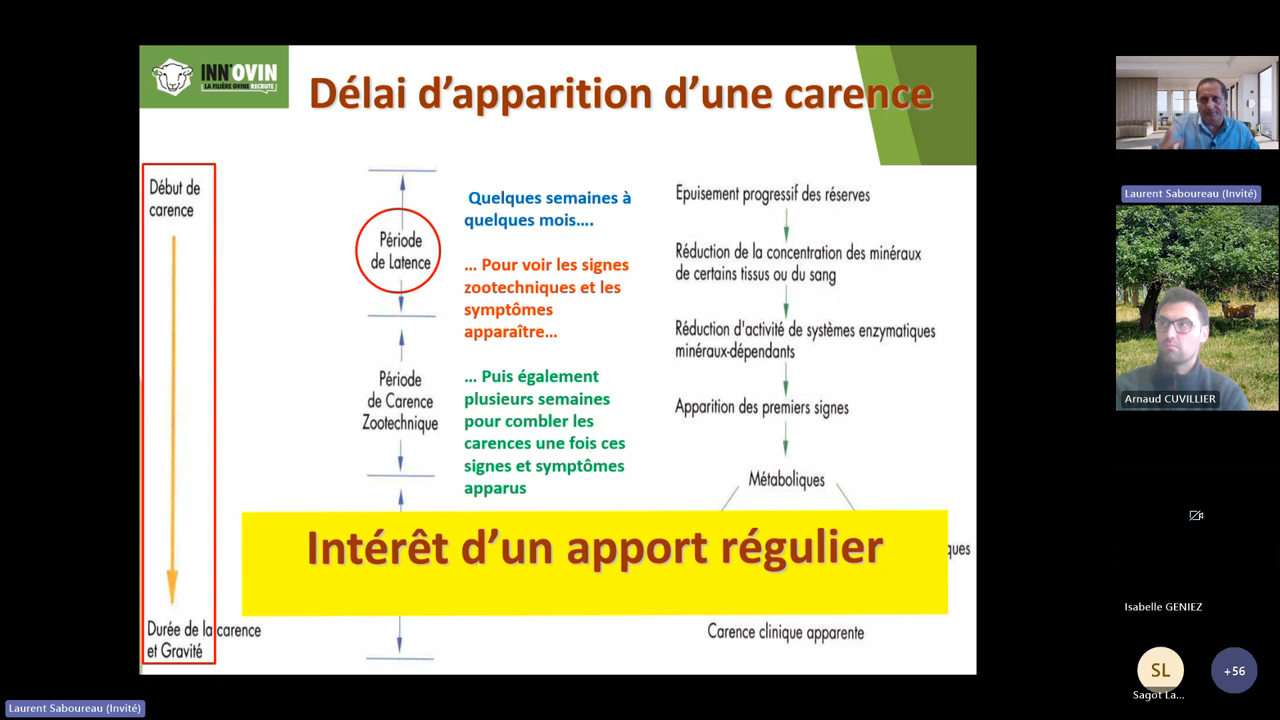 INN'OVIN
LA FILIÈRE OVINE RECRUTE !
Délai d'apparition d'une carence
Début de
carence
Durée de la carence
et Gravité
Période
de Latence
Période
de Carence
Zootechnique
Quelques semaines à
quelques mois....
... Pour voir les signes
zootechniques et les
symptômes
apparaître...
... Puis également
plusieurs semaines
pour combler les
carences une fois ces
signes et symptômes
apparus
Epuisement progressif des réserves
Réduction de la concentration des minéraux
de certains tissus ou du sang
Réduction d'activité de systèmes enzymatiques
minéraux-dépendants
Apparition des premiers signes
Métaboliques
ques
Intérêt d'un apport régulier
Carence clinique apparente
Laurent Saboureau (Invité)
Arnaud CUVILLIER
Isabelle GENIEZ
SL
Sagot La...
+56
Laurent Saboureau (Invité)